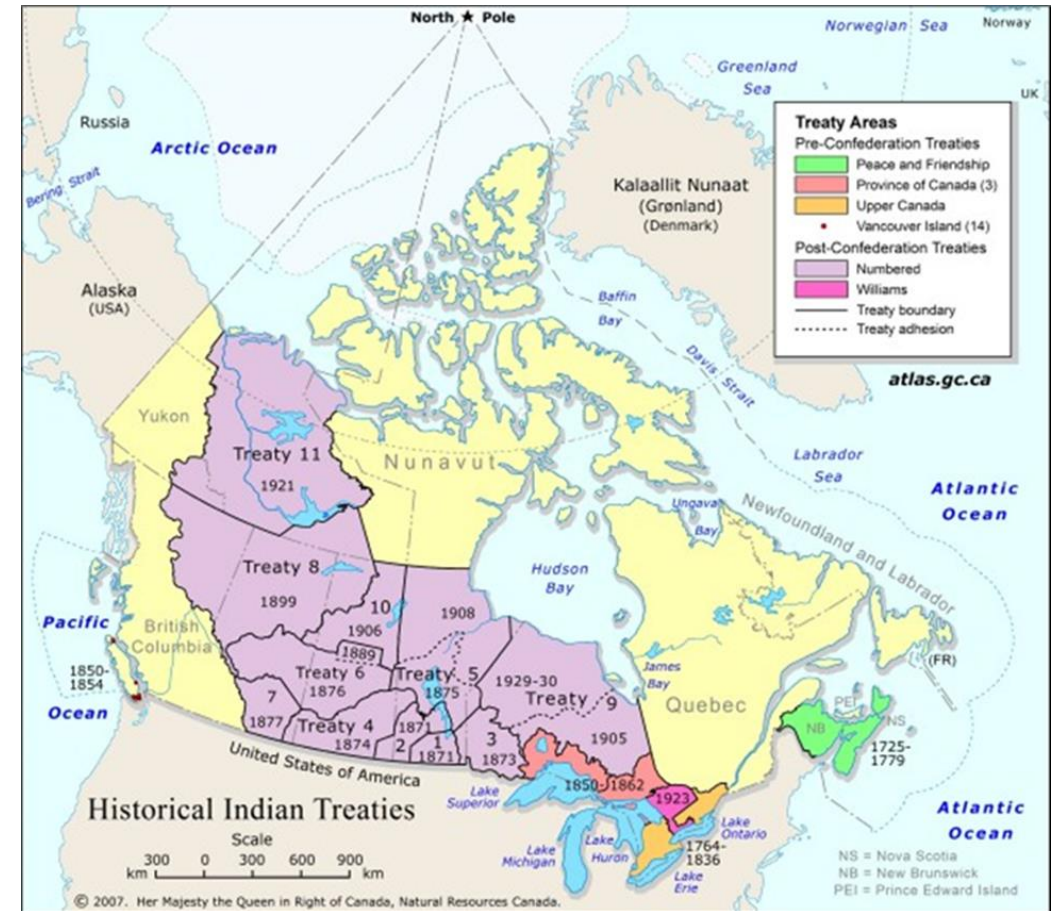 North ★ Pole
Norwegian Sea
Norway
Greenland
Sea
UK
Russia
Arctic Ocean
Bering Strait
Kalaallit Nunaat
(Grønland)
(Denmark)
Treaty Areas
Pre-Confederation Treaties
Peace and Friendship
Province of Canada (3)
Upper Canada
Vancouver Island (14)
Post-Confederation Treaties
Numbered
Williams
Treaty boundary
Treaty adhesion
atlas.gc.ca
Alaska
(USA)
Baffin
Bay
Davis Strait
Yukon
Treaty 11
1921
Nunavut
Labrador
Sea
Atlantic
Ocean
Ungava
Bay
Newfoundland and Labrador
Treaty 8
1899
Hudson
Bay
10
1906
1908
1889
Pacific
Ocean
British
Columbia
1850-
1854
Treaty 6
1876
Treaty 5
1875
1929-30
Treaty 9
1905
James
Bay
Quebec
(FR)
PEI
NB
NS
1725-
1779
7
1877
Treaty 4
1874
1871
2
1
1871
3
1873
United States of America
1850-1862
1923
Lake
Superior
Lake
Michigan
Lake
Huron
Lake
Ontario
1764-
1836
Lake
Erie
Atlantic
Ocean
Historical Indian Treaties
Scale
300 0 300 600 900
km km
NS = Nova Scotia
NB = New Brunswick
PEI = Prince Edward Island
© 2007. Her Majesty the Queen in Right of Canada, Natural Resources Canada.